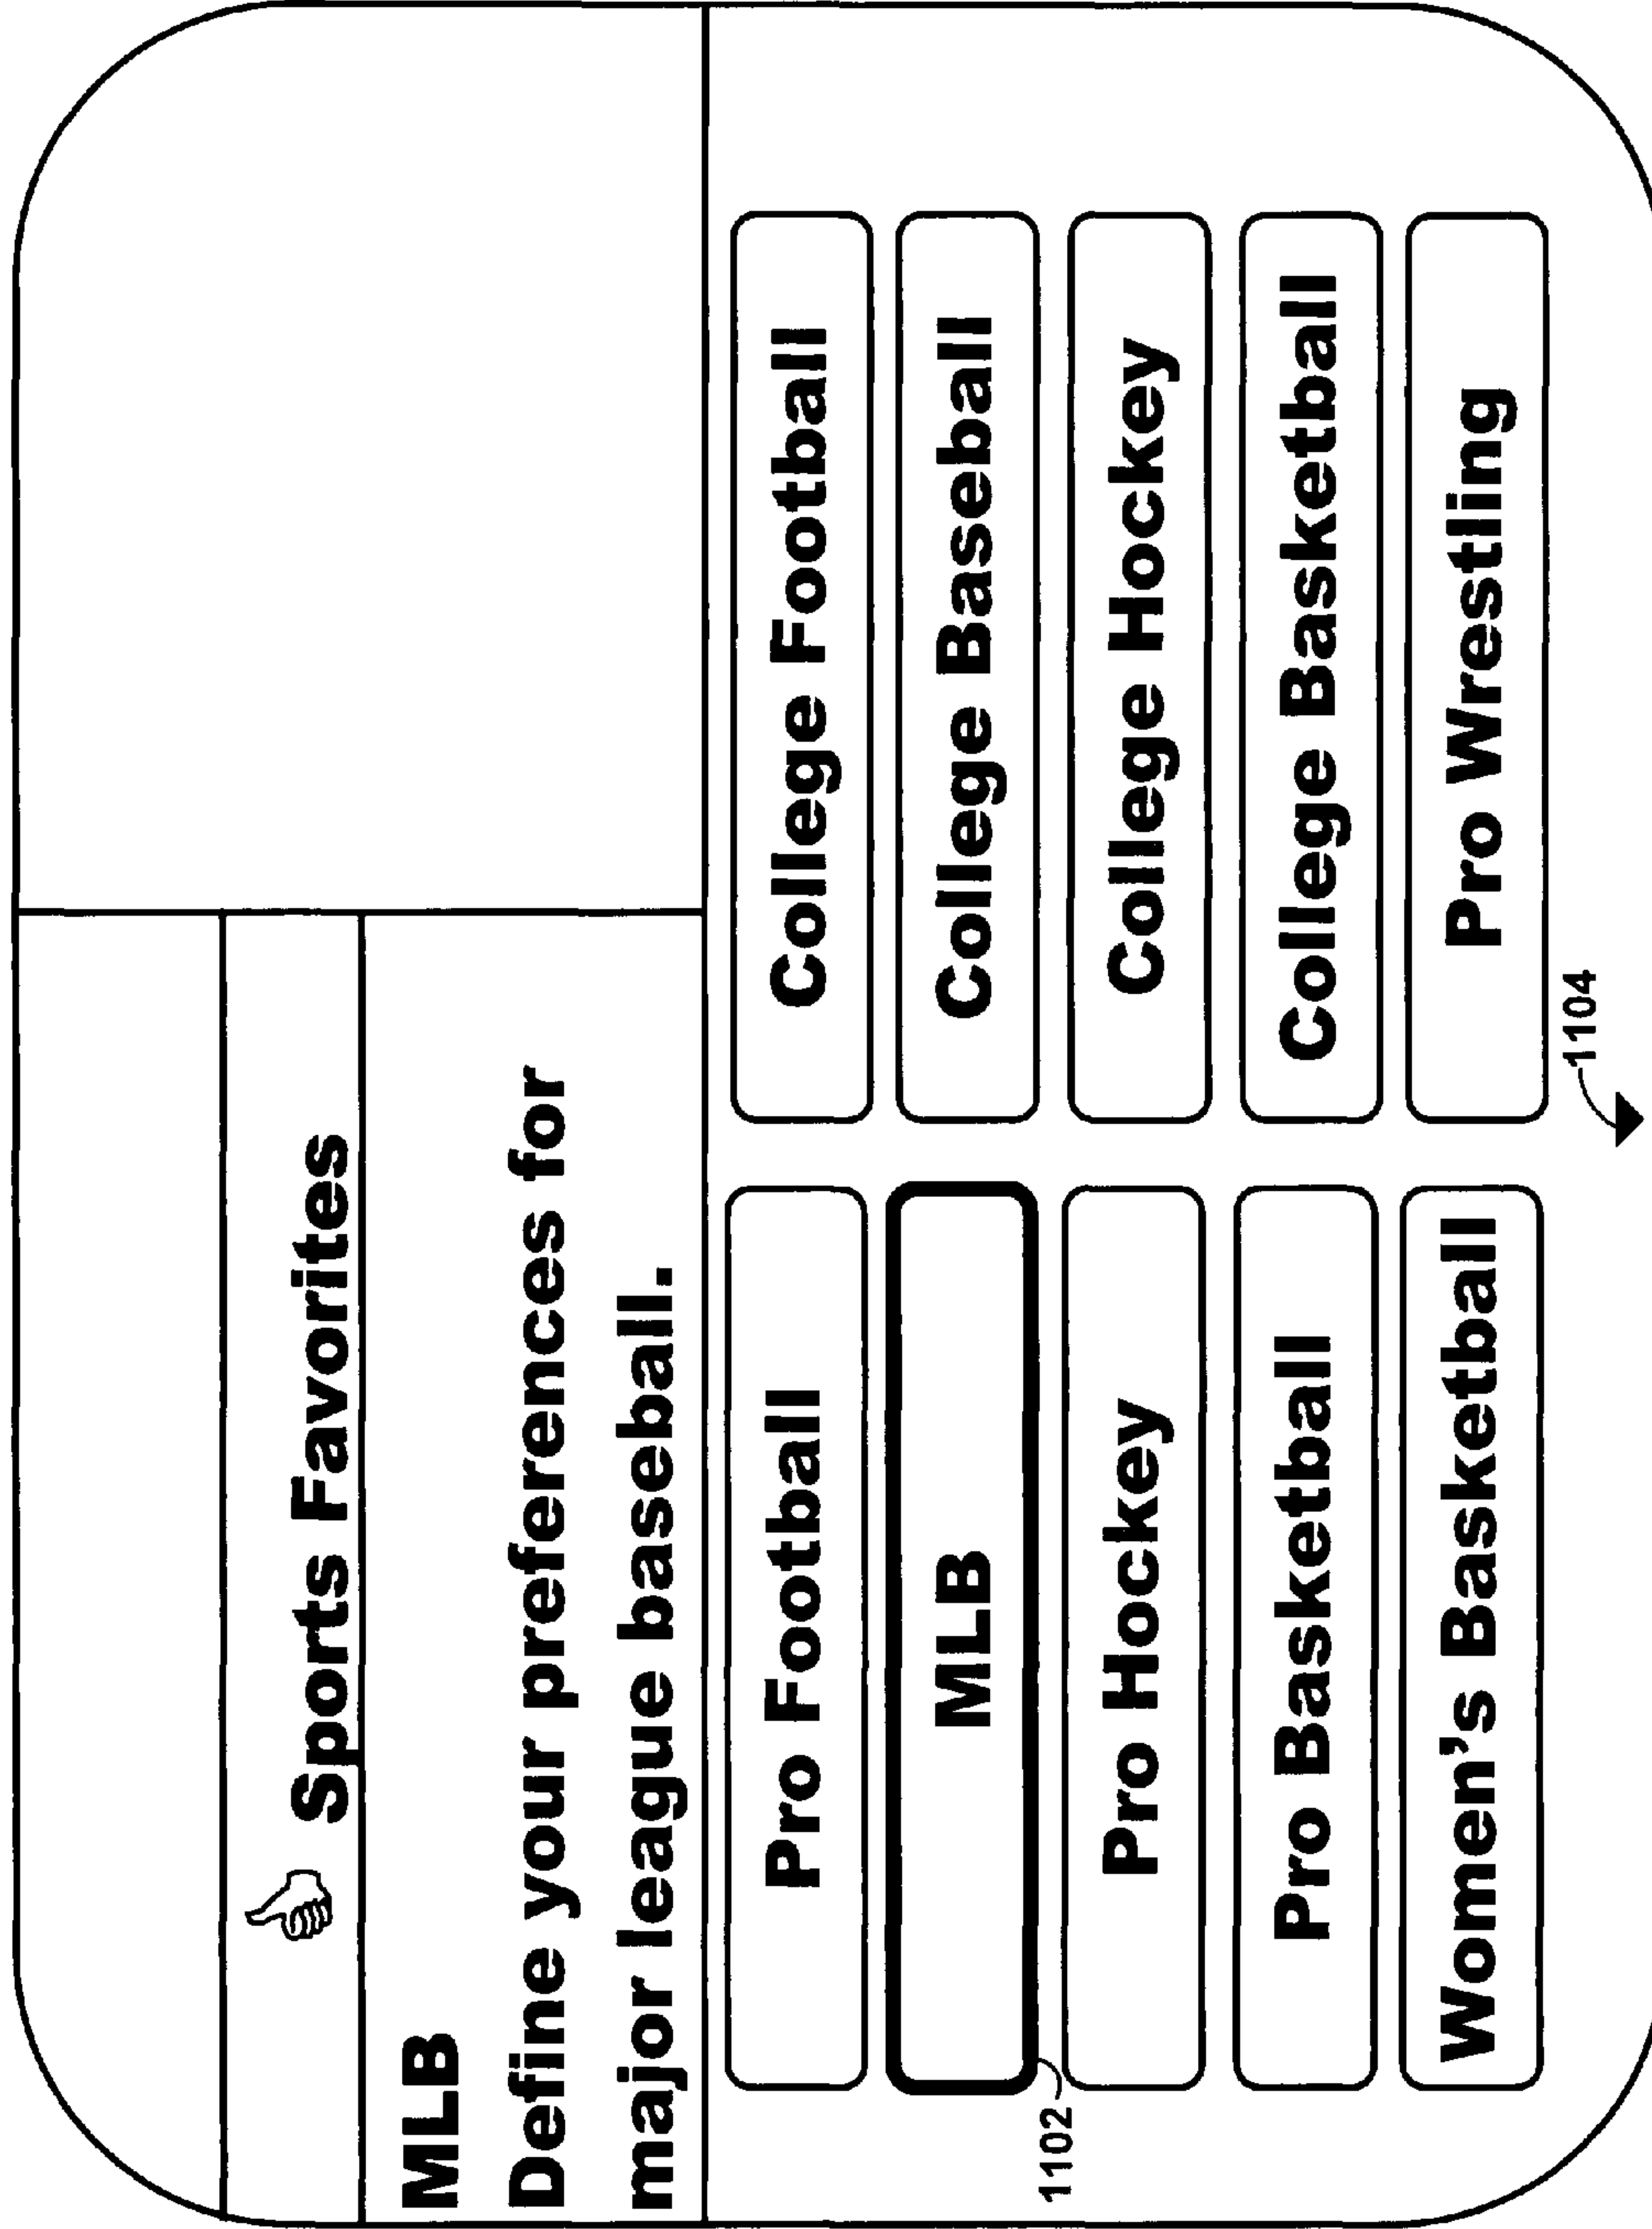 Sports Favorites
MLB
Define your preferences for
major league baseball.
Pro Football
College Football
MLB
College Baseball
1102
Pro Hockey
College Hockey
Pro Basketball
College Basketball
Women's Basketball
Pro Wrestling
1104